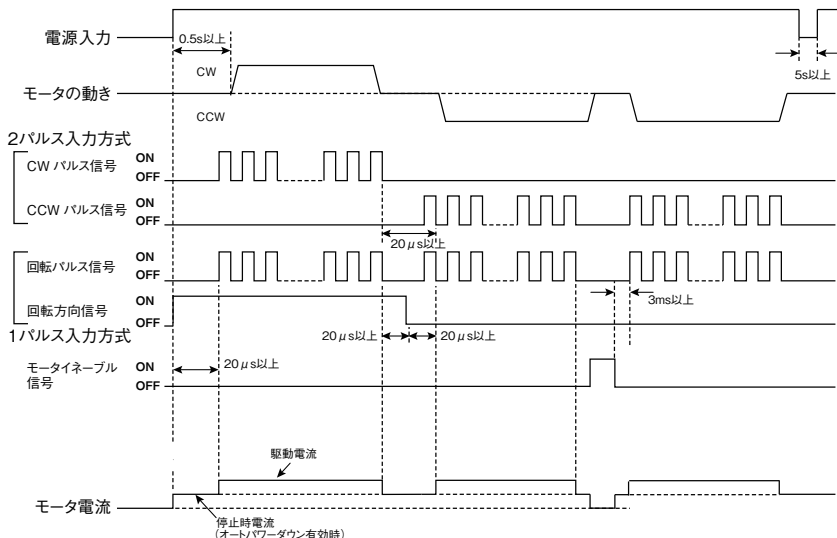 電源入力
0.5s以上
CW
5s以上
モータの動き
CCW
2パルス入力方式
CW パルス信号
ON
OFF
CCW パルス信号
ON
OFF
20μs以上
回転パルス信号
ON
OFF
3ms以上
回転方向信号
ON
OFF
1パルス入力方式
20μs以上
20μs以上
20μs以上
モータイネーブル
信号
ON
OFF
駆動電流
モータ電流
停止時電流
(オートパワーダウン有効時)